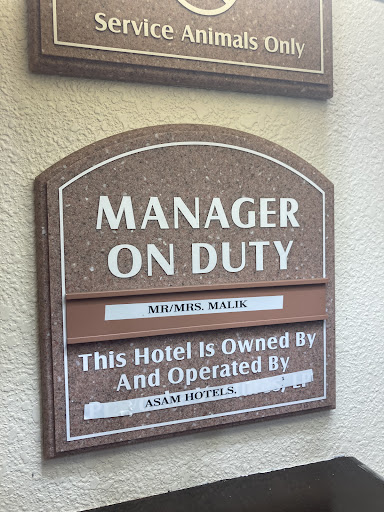 Service Animals Only
MANAGER
ON DUTY
MR/MRS. MALIK
This Hotel Is Owned By
And Operated By
ASAM HOTELS.